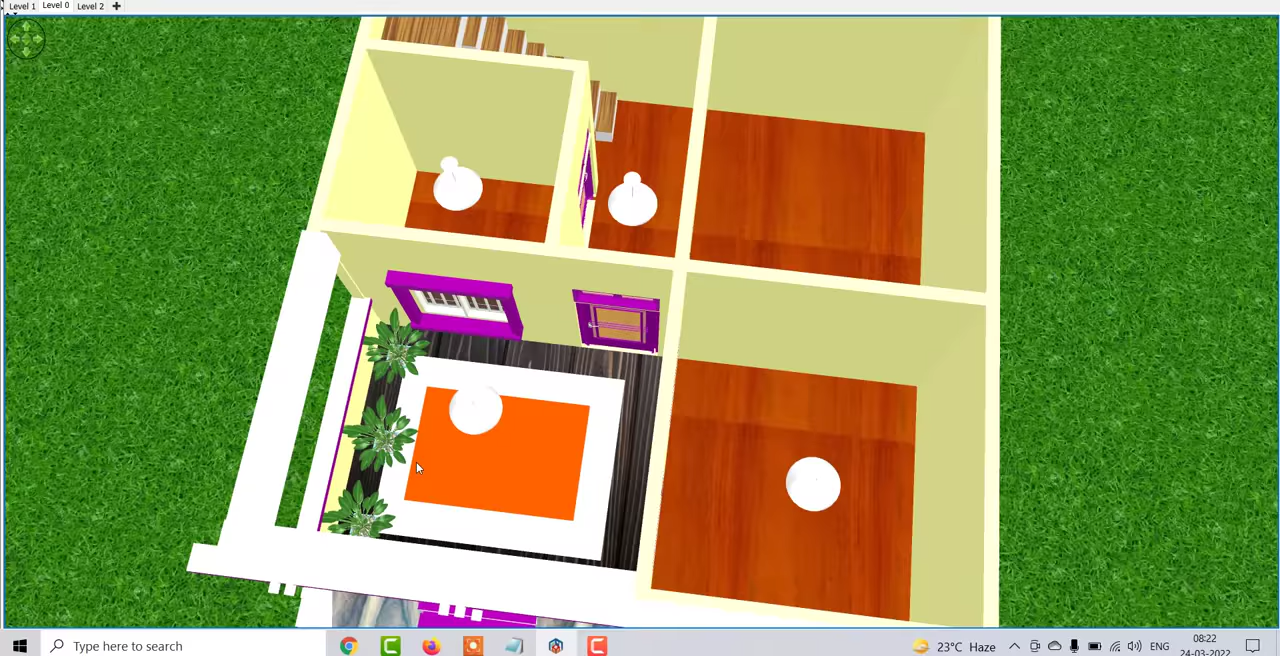 Level 1 Level 0 Level 2
Type here to search
23°C Haze
ENG
08:22
24-03-2022